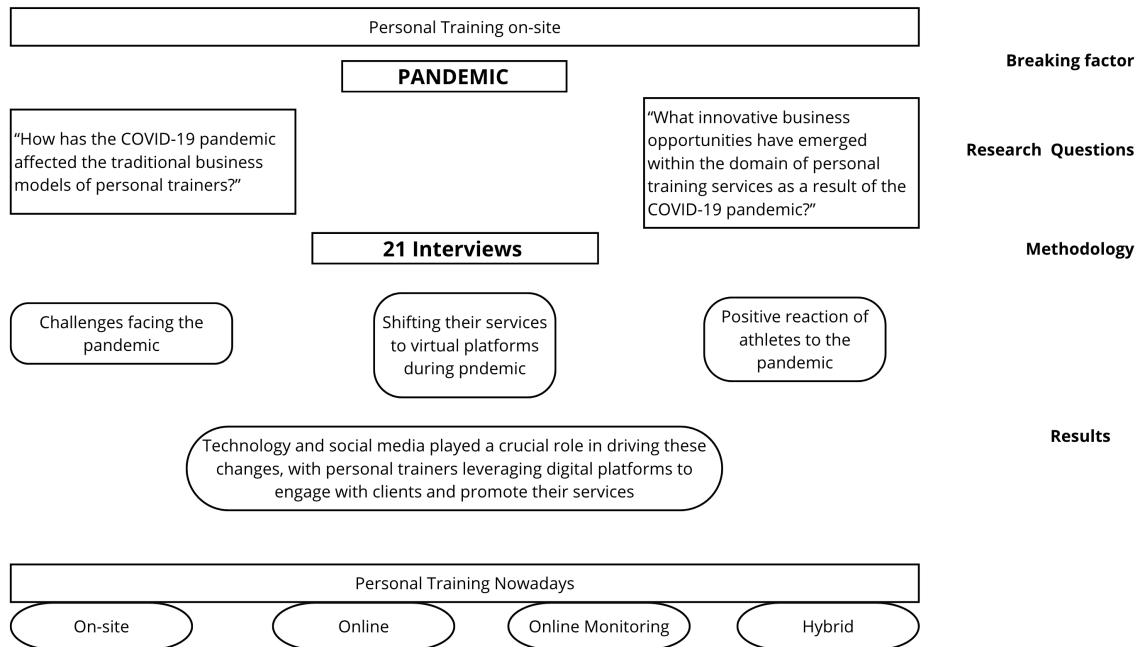 Personal Training on-site
Breaking factor
PANDEMIC
“How has the COVID-19 pandemic
affected the traditional business
models of personal trainers?”
“What innovative business
opportunities have emerged
within the domain of personal
training services as a result of the
COVID-19 pandemic?”
Research Questions
21 Interviews
Methodology
Challenges facing the
pandemic
Shifting their services
to virtual platforms
during pndemic
Positive reaction of
athletes to the
pandemic
Results
Technology and social media played a crucial role in driving these
changes, with personal trainers leveraging digital platforms to
engage with clients and promote their services
Personal Training Nowadays
On-site
Online
Online Monitoring
Hybrid